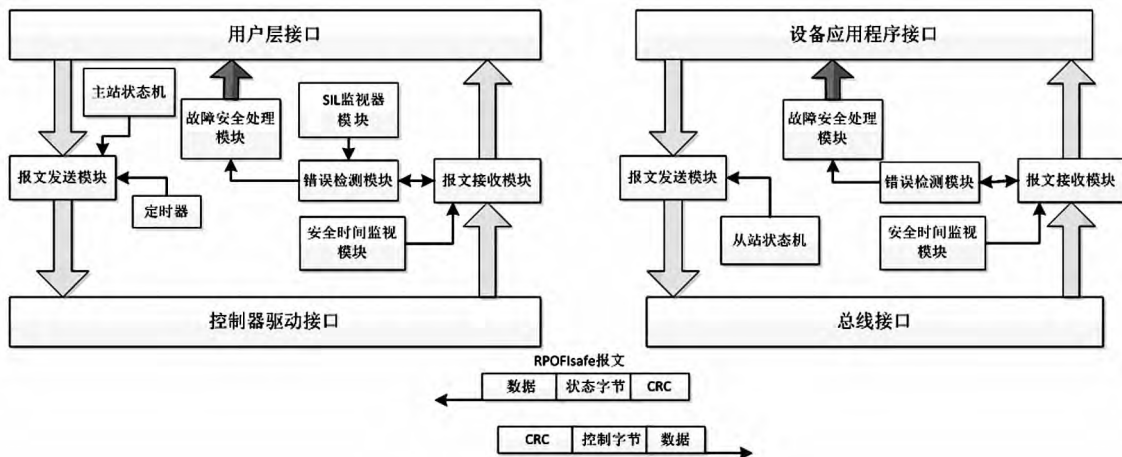 用户层接口
主站状态机
故障安全处理
模块
SIL监视器
模块
报文发送模块
错误检测模块
报文接收模块
定时器
安全时间监视
模块
控制器驱动接口
设备应用程序接口
故障安全处理
模块
报文发送模块
错误检测模块
报文接收模块
从站状态机
安全时间监视
模块
总线接口
RPOFIsafe报文
数据 状态字节 CRC
CRC 控制字节 数据